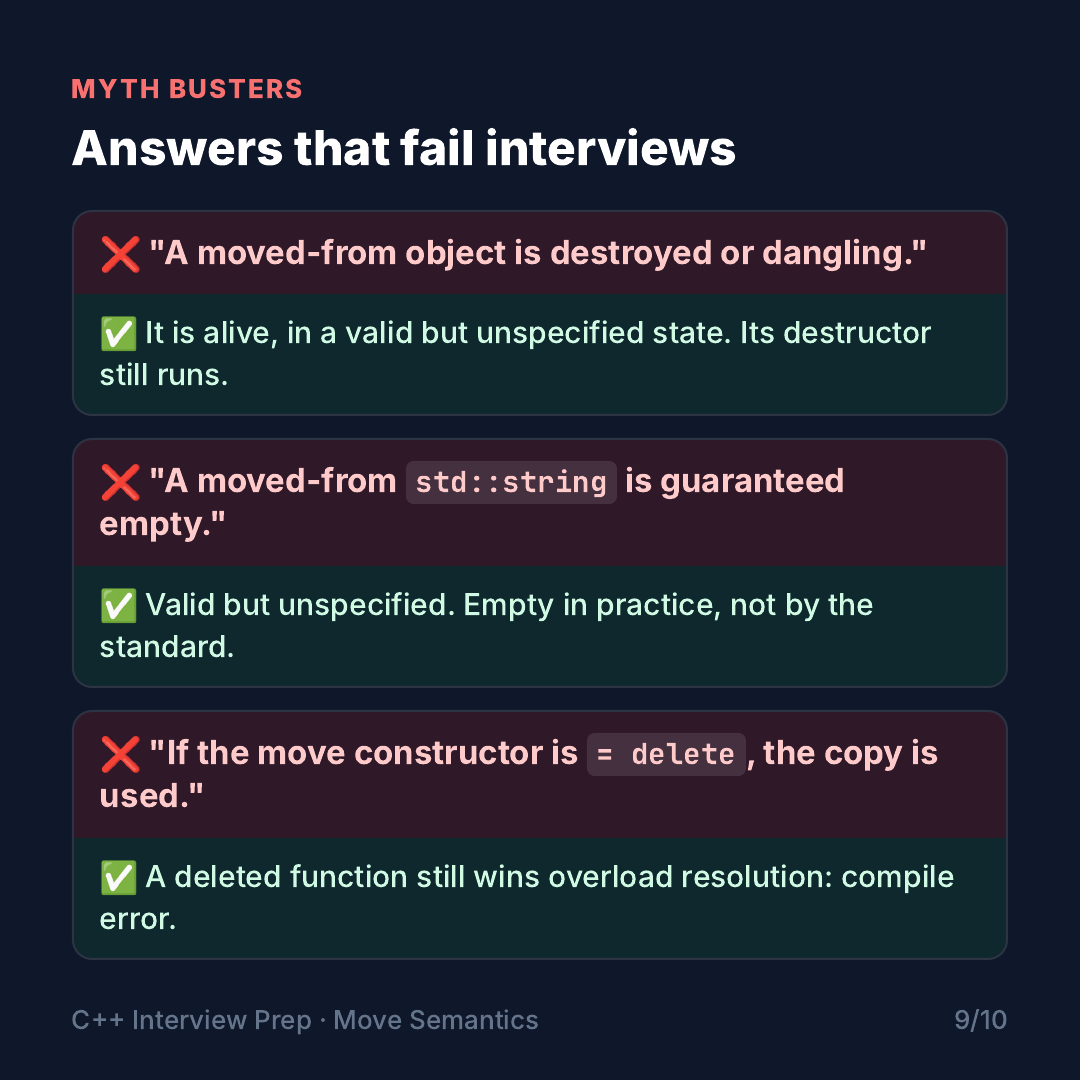 MYTH BUSTERS
Answers that fail interviews
❌ "A moved-from object is destroyed or dangling."
✅ It is alive, in a valid but unspecified state. Its destructor
still runs.
❌ "A moved-from std::string is guaranteed
empty."
✅ Valid but unspecified. Empty in practice, not by the
standard.
❌ "If the move constructor is = delete, the copy is
used."
✅ A deleted function still wins overload resolution: compile
error.
C++ Interview Prep · Move Semantics
9/10